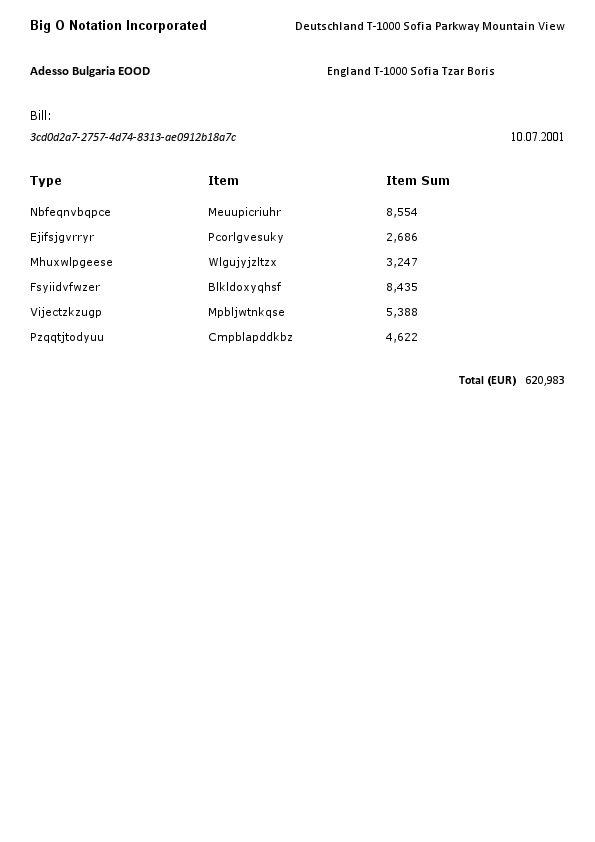 Big O Notation Incorporated Deutschland T-1000 Sofia Parkway Mountain View
Adesso Bulgaria EOOD England T-1000 Sofia Tzar Boris
Bill:
3cd0d2a7-2757-4d74-8313-ae0912b18a7c 10.07.2001
Type Item Item Sum
Nbfeqnvbqpce Meuupicriuhr 8,554
Ejifsjgvrryr Pcorlgvesuky 2,686
Mhuxwlpgeese Wlgujyjzltzx 3,247
Fsyiidvfwzer Blkldoxyqhsf 8,435
Vijectzkzugp Mpbljwtnkqse 5,388
Pzqqtjtodyuu Cmpblapddkbz 4,622
Total (EUR) 620,983